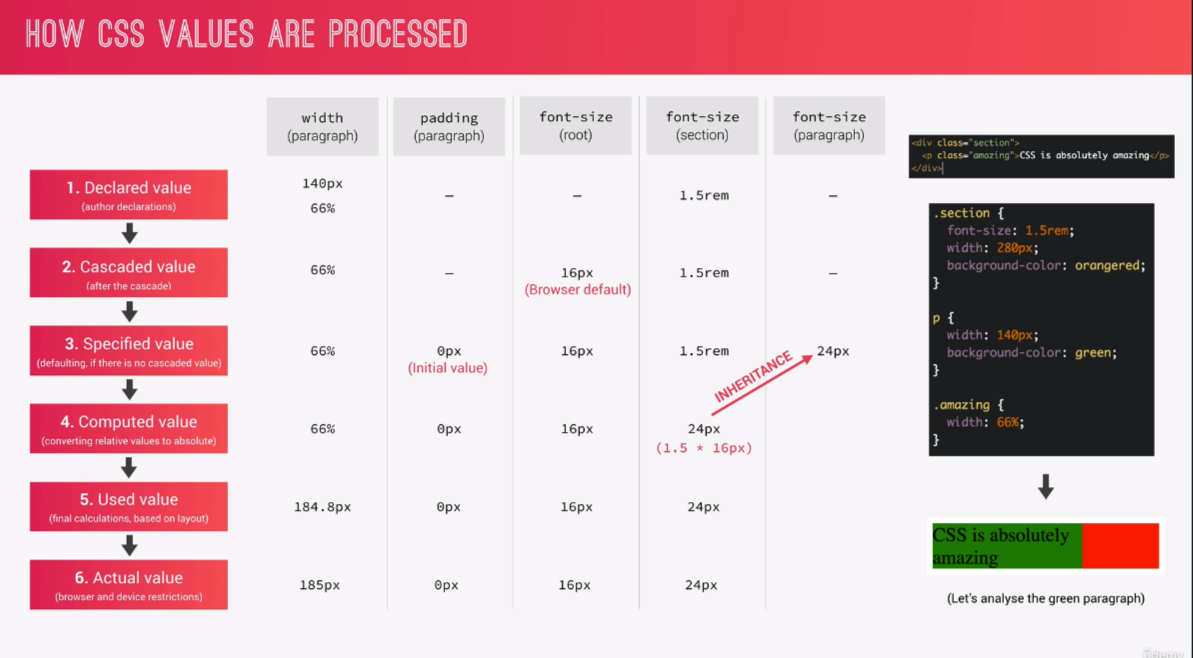 HOW CSS VALUES ARE PROCESSED
width
(paragraph)
padding
(paragraph)
font-size
(root)
font-size
(section)
font-size
(paragraph)
1. Declared value
(author declarations)
140px
66%
–
–
1.5rem
–
2. Cascaded value
(after the cascade)
66%
–
16px
(Browser default)
1.5rem
–
3. Specified value
(defaulting, if there is no cascaded value)
66%
0px
(Initial value)
16px
1.5rem
INHERITANCE
24px
4. Computed value
(converting relative values to absolute)
66%
0px
16px
24px
(1.5 * 16px)
5. Used value
(final calculations, based on layout)
184.8px
0px
16px
24px
6. Actual value
(browser and device restrictions)
185px
0px
16px
24px
<div class="section">
<p class="amazing">CSS is absolutely amazing</p>
</div>
.section {
font-size: 1.5rem;
width: 280px;
background-color: orangered;
}
p {
width: 140px;
background-color: green;
}
.amazing {
width: 66%;
}
CSS is absolutely
amazing
(Let's analyse the green paragraph)
Udemy